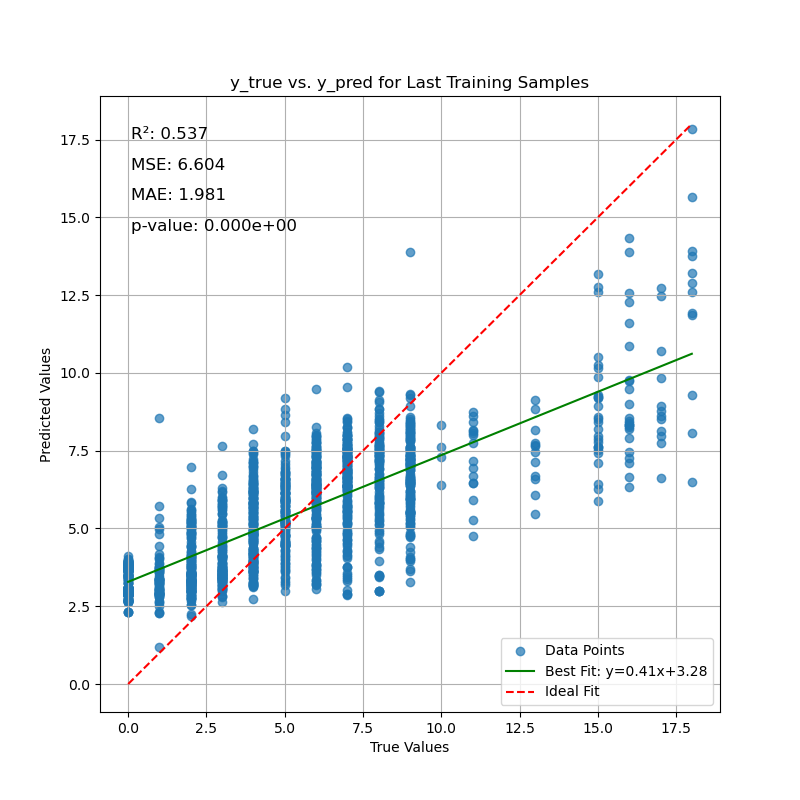 y_true vs. y_pred for Last Training Samples
R²: 0.537
MSE: 6.604
MAE: 1.981
p-value: 0.000e+00
17.5
15.0
12.5
10.0
7.5
5.0
2.5
0.0
Predicted Values
Data Points
Best Fit: y=0.41x+3.28
Ideal Fit
0.0 2.5 5.0 7.5 10.0 12.5 15.0 17.5
True Values